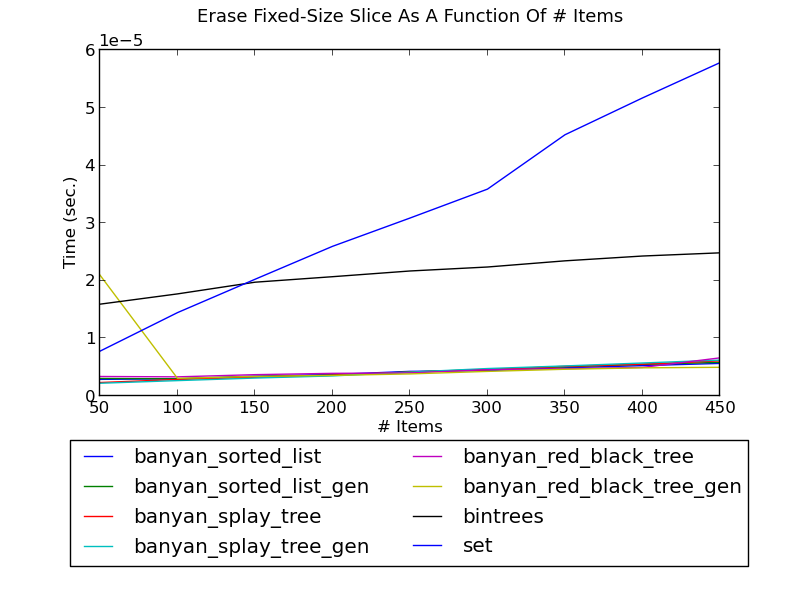 Erase Fixed-Size Slice As A Function Of # Items
1e−5
6
5
4
3
2
1
0
Time (sec.)
50 100 150 200 250 300 350 400 450
# Items
banyan_sorted_list banyan_red_black_tree
banyan_sorted_list_gen banyan_red_black_tree_gen
banyan_splay_tree bintrees
banyan_splay_tree_gen set